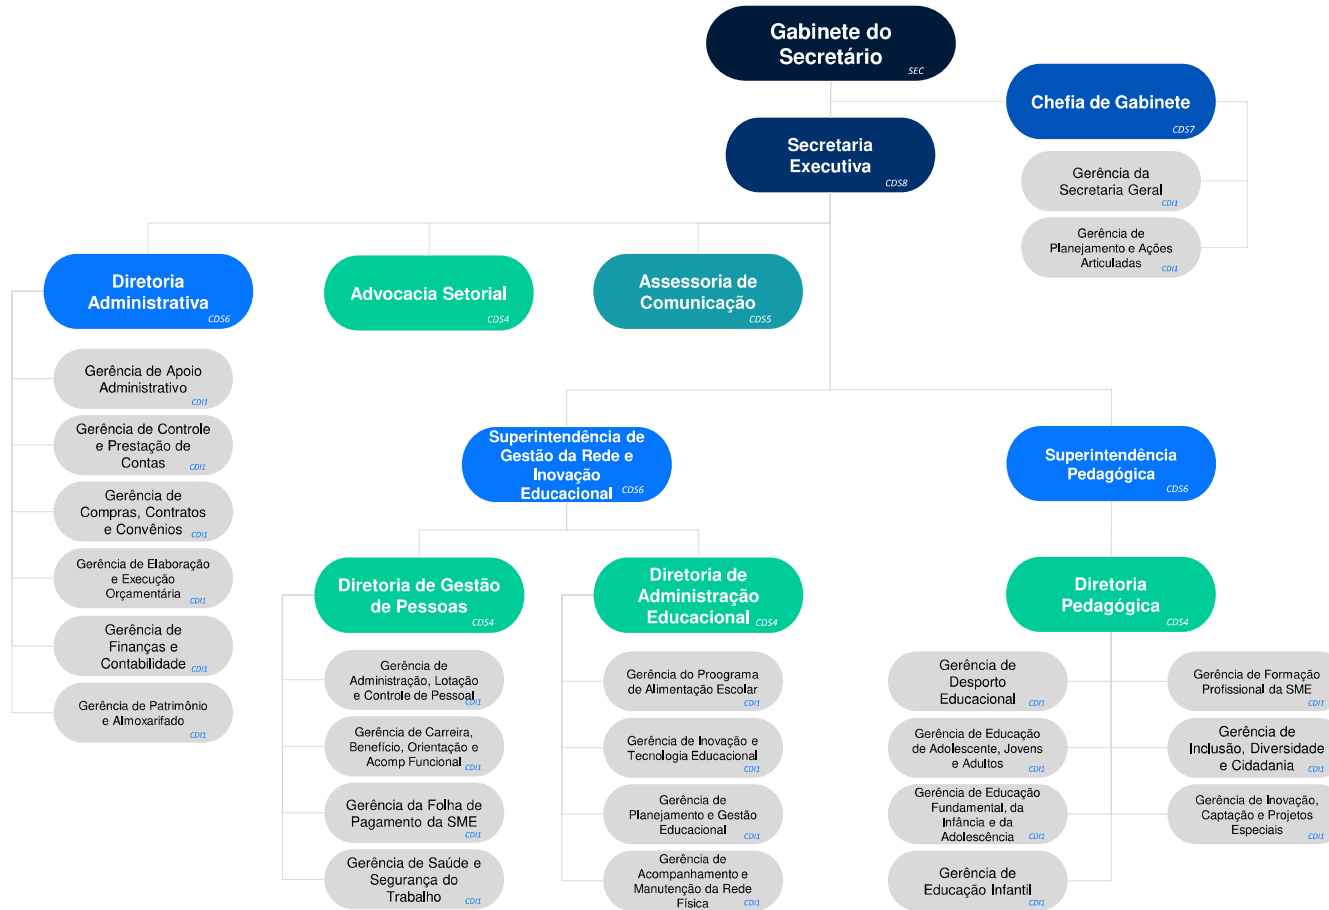 Gabinete do
Secretário
SEC
Chefia de Gabinete
CDS7
Secretaria
Executiva
CDS8
Gerência da
Secretaria Geral
CDI1
Gerência de
Planejamento e Ações
Articuladas
CDI1
Diretoria
Administrativa
CDS6
Advocacia Setorial
CDS4
Assessoria de
Comunicação
CDS5
Gerência de Apoio
Administrativo
CDI1
Gerência de Controle
e Prestação de
Contas
CDI1
Gerência de
Compras, Contratos
e Convênios
CDI1
Gerência de Elaboração
e Execução
Orçamentária
CDI1
Gerência de
Finanças e
Contabilidade
CDI1
Gerência de Patrimônio
e Almoxarifado
CDI1
Superintendência de
Gestão da Rede e
Inovação
Educacional
CDS6
Superintendência
Pedagógica
CDS6
Diretoria de Gestão
de Pessoas
CDS4
Diretoria de
Administração
Educacional
CDS4
Diretoria
Pedagógica
CDS4
Gerência de
Administração, Lotação
e Controle de Pessoal
CDI1
Gerência de Carreira,
Benefício, Orientação e
Acomp Funcional
CDI1
Gerência da Folha de
Pagamento da SME
CDI1
Gerência de Saúde e
Segurança do
Trabalho
CDI1
Gerência do Proograma
de Alimentação Escolar
CDI1
Gerência de Inovação e
Tecnologia Educacional
CDI1
Gerência de
Planejamento e Gestão
Educacional
CDI1
Gerência de
Acompanhamento e
Manutenção da Rede
Física
CDI1
Gerência de
Desporto
Educacional
CDI1
Gerência de Educação
de Adolescente, Jovens
e Adultos
CDI1
Gerência de Educação
Fundamental, da
Infância e da
Adolescência
CDI1
Gerência de
Educação Infantil
CDI1
Gerência de Formação
Profissional da SME
CDI1
Gerência de
Inclusão, Diversidade
e Cidadania
CDI1
Gerência de Inovação,
Captação e Projetos
Especiais
CDI1